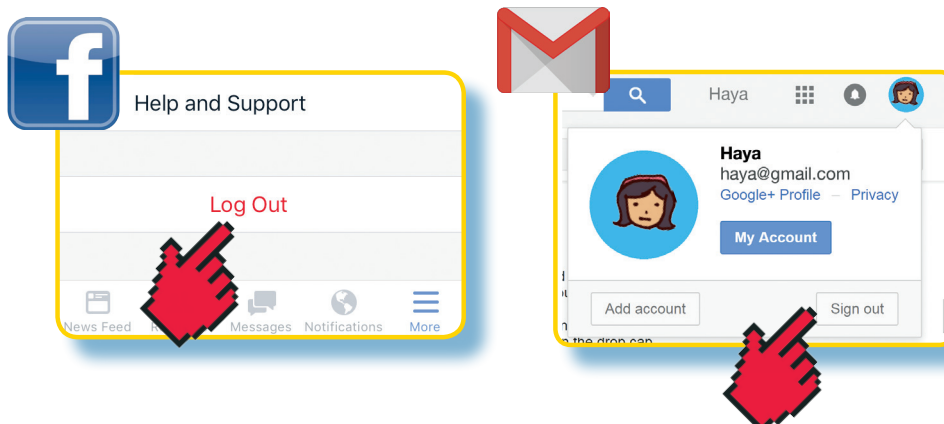 f
Help and Support
Log Out
News Feed
Messages
Notifications
More
Haya
Haya
haya@gmail.com
Google+ Profile – Privacy
My Account
Add account
Sign out
the drop cap